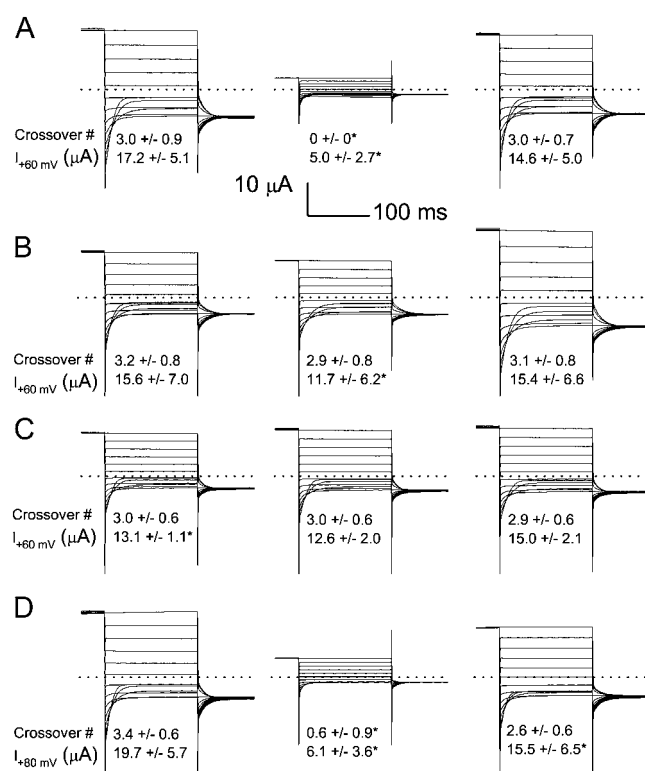 A
Crossover # 3.0 +/- 0.9 0 +/- 0* 3.0 +/- 0.7
I+60 mV (μA) 17.2 +/- 5.1 5.0 +/- 2.7* 14.6 +/- 5.0
10 μA
100 ms
B
Crossover # 3.2 +/- 0.8 2.9 +/- 0.8 3.1 +/- 0.8
I+60 mV (μA) 15.6 +/- 7.0 11.7 +/- 6.2* 15.4 +/- 6.6
C
Crossover # 3.0 +/- 0.6 3.0 +/- 0.6 2.9 +/- 0.6
I+60 mV (μA) 13.1 +/- 1.1* 12.6 +/- 2.0 15.0 +/- 2.1
D
Crossover # 3.4 +/- 0.6 0.6 +/- 0.9* 2.6 +/- 0.6
I+80 mV (μA) 19.7 +/- 5.7 6.1 +/- 3.6* 15.5 +/- 6.5*